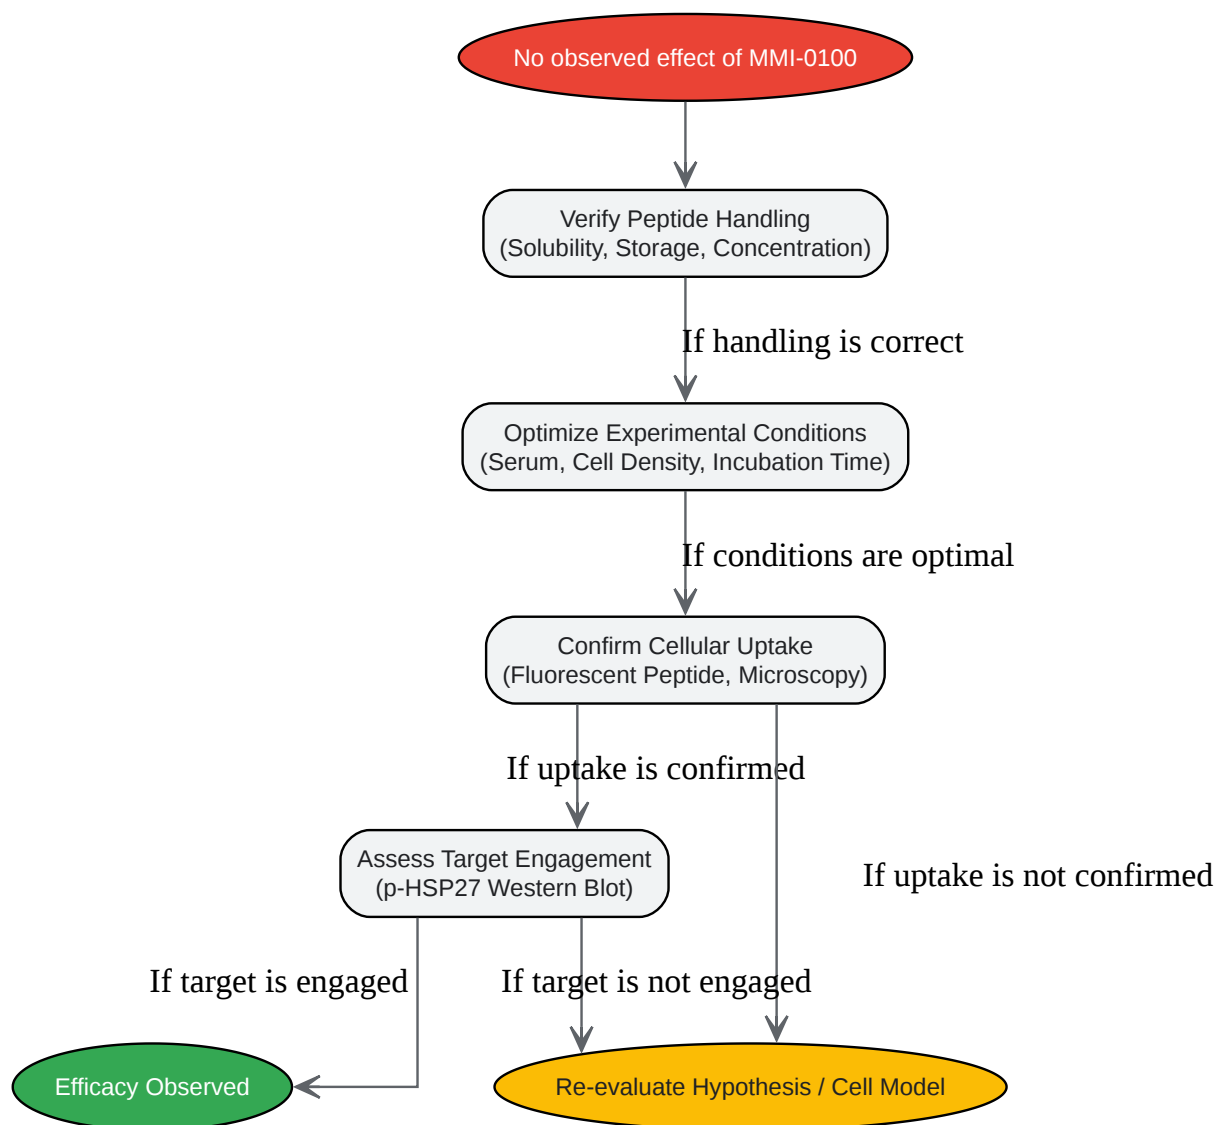 No observed effect of MMI-0100
Verify Peptide Handling
(Solubility, Storage, Concentration)
If handling is correct
Optimize Experimental Conditions
(Serum, Cell Density, Incubation Time)
If conditions are optimal
Confirm Cellular Uptake
(Fluorescent Peptide, Microscopy)
If uptake is confirmed
Assess Target Engagement
(p-HSP27 Western Blot)
If uptake is not confirmed
If target is engaged
If target is not engaged
Efficacy Observed
Re-evaluate Hypothesis / Cell Model